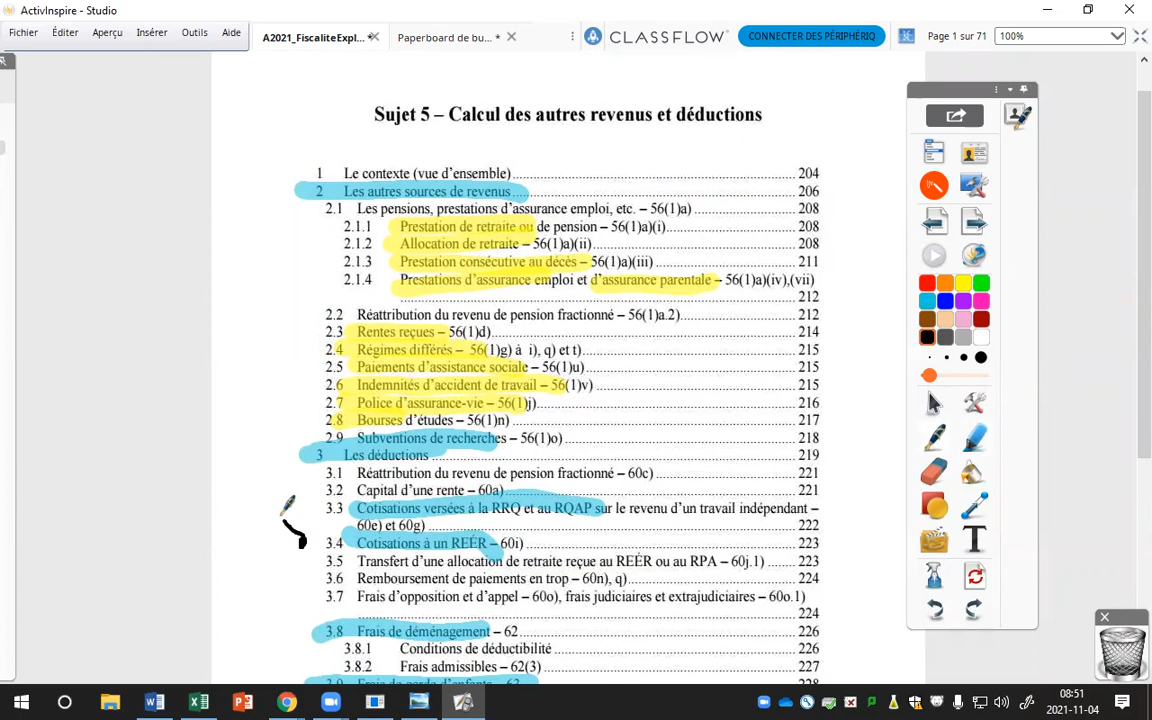 ActivInspire - Studio
Fichier Éditer Aperçu Insérer Outils Aide
A2021_FiscaliteExpl... Paperboard de bu... *
CLASSFLOW
CONNECTER DES PÉRIPHÉRIQ
Page 1 sur 71
100%
Sujet 5 – Calcul des autres revenus et déductions
1 Le contexte (vue d'ensemble) 204
2 Les autres sources de revenus 206
2.1 Les pensions, prestations d'assurance emploi, etc. – 56(1)a) 208
2.1.1 Prestation de retraite ou de pension – 56(1)a)(i) 208
2.1.2 Allocation de retraite – 56(1)a)(ii) 208
2.1.3 Prestation consécutive au décès – 56(1)a)(iii) 211
2.1.4 Prestations d'assurance emploi et d'assurance parentale – 56(1)a)(iv),(vii)
212
2.2 Réattribution du revenu de pension fractionné – 56(1)a.2) 212
2.3 Rentes reçues – 56(1)d) 214
2.4 Régimes différés – 56(1)g) à i), q) et t) 215
2.5 Paiements d'assistance sociale – 56(1)u) 215
2.6 Indemnités d'accident de travail – 56(1)v) 215
2.7 Police d'assurance-vie – 56(1)j) 216
2.8 Bourses d'études – 56(1)n) 217
2.9 Subventions de recherches – 56(1)o) 218
3 Les déductions 219
3.1 Réattribution du revenu de pension fractionné – 60c) 221
3.2 Capital d'une rente – 60a) 221
3.3 Cotisations versées à la RRQ et au RQAP sur le revenu d'un travail indépendant –
60e) et 60g) 222
3.4 Cotisations à un REÉR – 60i) 223
3.5 Transfert d'une allocation de retraite reçue au REÉR ou au RPA – 60j.1) 223
3.6 Remboursement de paiements en trop – 60n), q) 224
3.7 Frais d'opposition et d'appel – 60o), frais judiciaires et extrajudiciaires – 60o.1)
224
3.8 Frais de déménagement – 62 226
3.8.1 Conditions de déductibilité 226
3.8.2 Frais admissibles – 62(3) 227
3.9 Frais de garde d'enfants – 63 228
08:51
2021-11-04